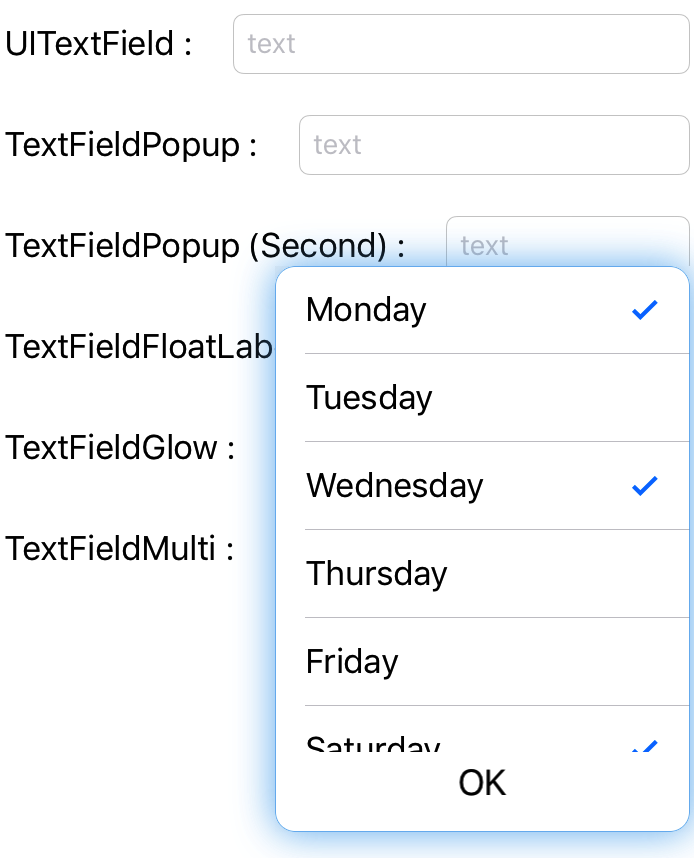 UITextField :
text
TextFieldPopup :
text
TextFieldPopup (Second) :
text
TextFieldFloatLab
TextFieldGlow :
TextFieldMulti :
Monday
Tuesday
Wednesday
Thursday
Friday
Saturday
OK